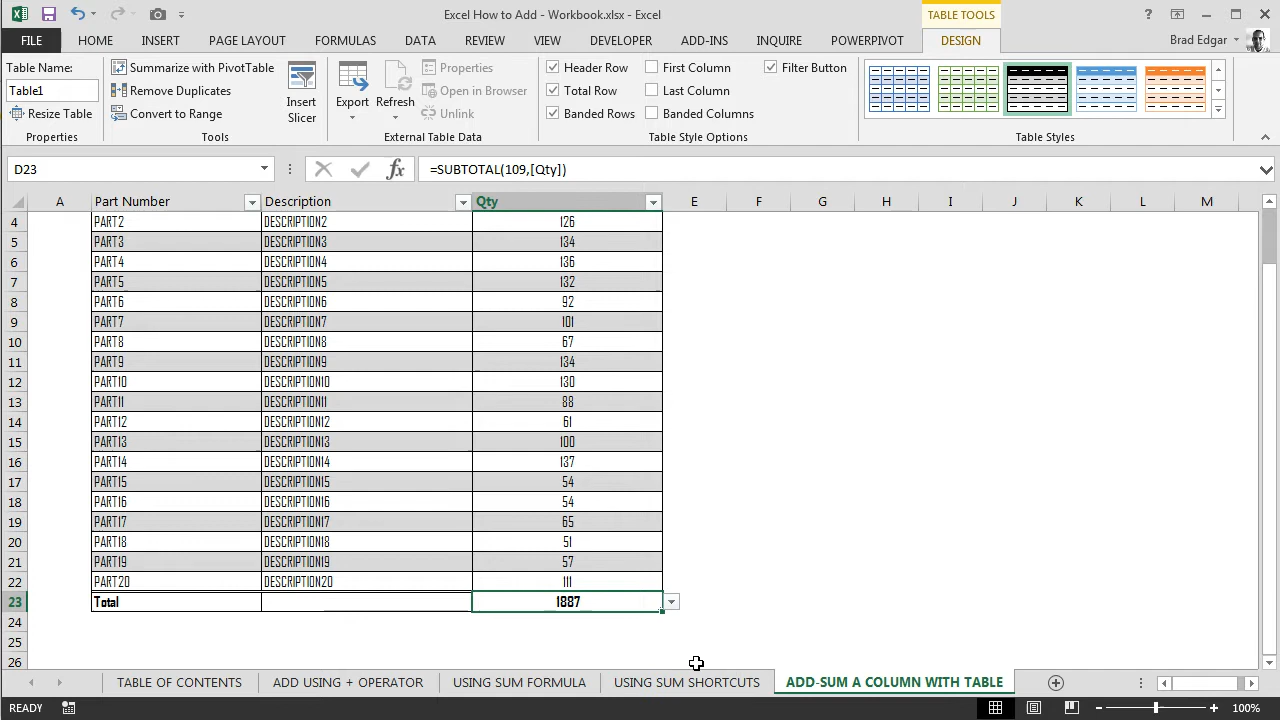 Excel How to Add - Workbook.xlsx - Excel
TABLE TOOLS
?
FILE HOME INSERT PAGE LAYOUT FORMULAS DATA REVIEW VIEW DEVELOPER ADD-INS INQUIRE POWERPIVOT DESIGN Brad Edgar
Table Name:
Table1
Resize Table
Properties
Summarize with PivotTable
Remove Duplicates
Convert to Range
Insert
Slicer
Tools
Export
Refresh
Properties
Open in Browser
Unlink
External Table Data
Header Row First Column Filter Button
Total Row Last Column
Banded Rows Banded Columns
Table Style Options
Table Styles
D23 fx =SUBTOTAL(109,[Qty])
A Part Number Description Qty E F G H I J K L M
4 PART2 DESCRIPTION2 126
5 PART3 DESCRIPTION3 134
6 PART4 DESCRIPTION4 136
7 PART5 DESCRIPTION5 132
8 PART6 DESCRIPTION6 92
9 PART7 DESCRIPTION7 101
10 PART8 DESCRIPTION8 67
11 PART9 DESCRIPTION9 134
12 PART10 DESCRIPTION10 130
13 PART11 DESCRIPTION11 88
14 PART12 DESCRIPTION12 61
15 PART13 DESCRIPTION13 100
16 PART14 DESCRIPTION14 137
17 PART15 DESCRIPTION15 54
18 PART16 DESCRIPTION16 54
19 PART17 DESCRIPTION17 65
20 PART18 DESCRIPTION18 51
21 PART19 DESCRIPTION19 57
22 PART20 DESCRIPTION20 111
23 Total 1887
24
25
26
TABLE OF CONTENTS ADD USING + OPERATOR USING SUM FORMULA USING SUM SHORTCUTS ADD-SUM A COLUMN WITH TABLE
READY 100%